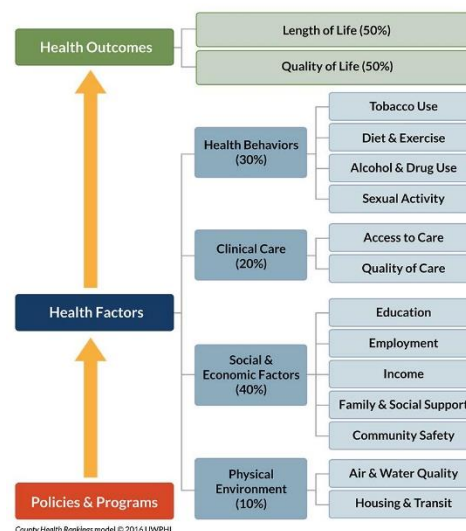 Health Outcomes
Length of Life (50%)
Quality of Life (50%)
Health Factors
Health Behaviors
(30%)
Tobacco Use
Diet & Exercise
Alcohol & Drug Use
Sexual Activity
Clinical Care
(20%)
Access to Care
Quality of Care
Social &
Economic Factors
(40%)
Education
Employment
Income
Family & Social Support
Community Safety
Physical
Environment
(10%)
Air & Water Quality
Housing & Transit
Policies & Programs
County Health Rankings model © 2016 UWPHI